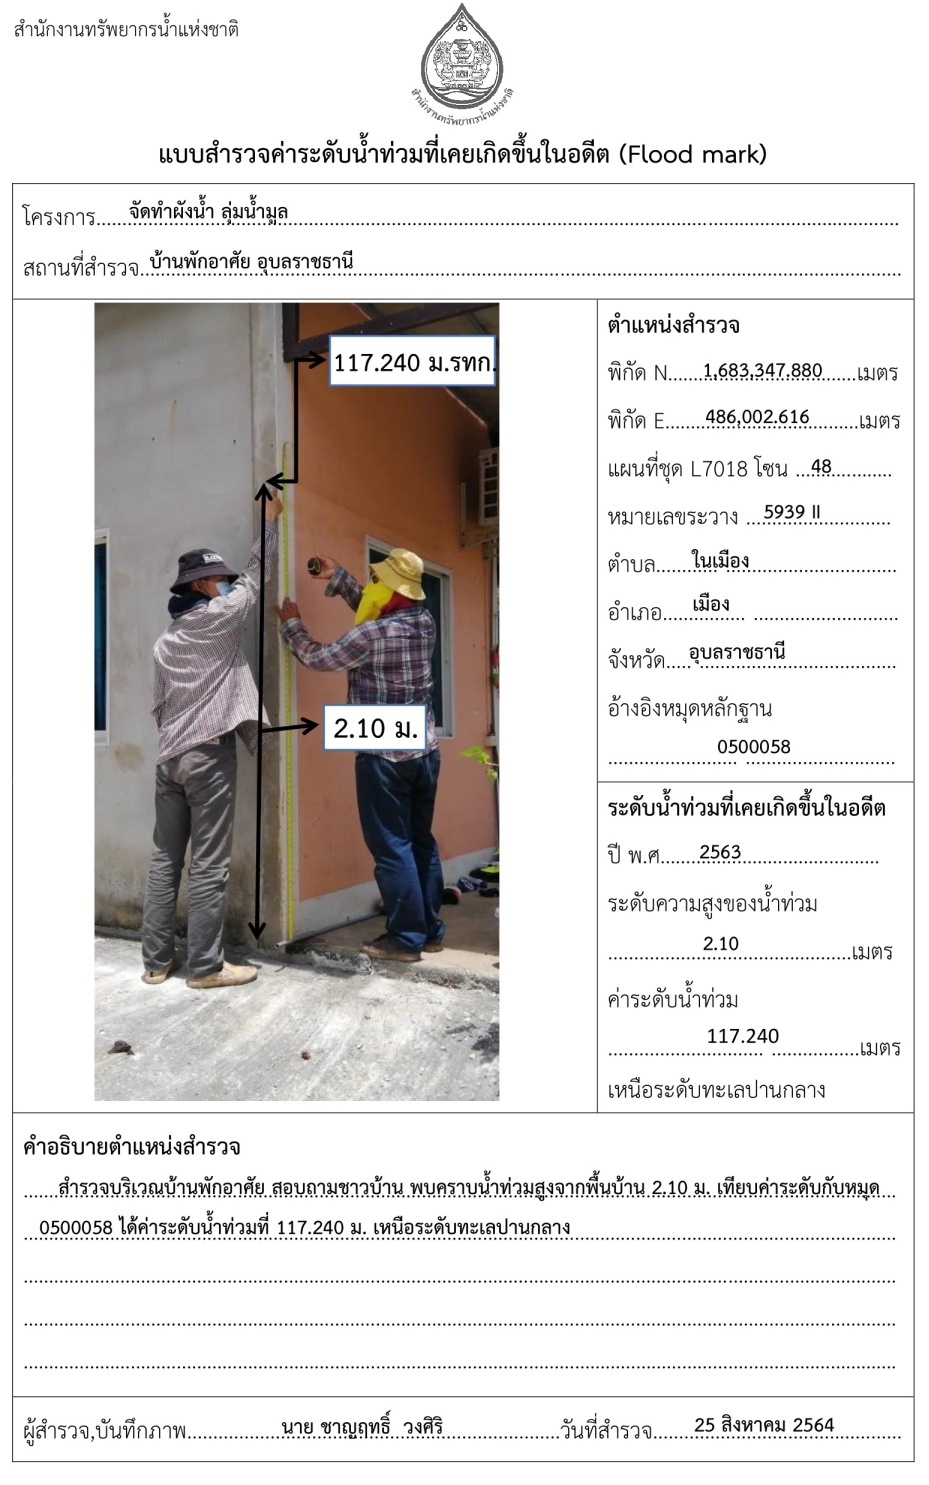 สำนักงานทรัพยากรน้ำแห่งชาติ
สำนักงานทรัพยากรน้ำแห่งชาติ
แบบสำรวจค่าระดับน้ำท่วมที่เคยเกิดขึ้นในอดีต (Flood mark)
โครงการ จัดทำผังน้ำ ลุ่มน้ำมูล
สถานที่สำรวจ บ้านพักอาศัย อุบลราชธานี
117.240 ม.รทก.
2.10 ม.
ตำแหน่งสำรวจ
พิกัด N 1,683,347.880 เมตร
พิกัด E 486,002.616 เมตร
แผนที่ชุด L7018 โซน 48
หมายเลขระวาง 5939 II
ตำบล ในเมือง
อำเภอ เมือง
จังหวัด อุบลราชธานี
อ้างอิงหมุดหลักฐาน
0500058
ระดับน้ำท่วมที่เคยเกิดขึ้นในอดีต
ปี พ.ศ. 2563
ระดับความสูงของน้ำท่วม
2.10 เมตร
ค่าระดับน้ำท่วม
117.240 เมตร
เหนือระดับทะเลปานกลาง
คำอธิบายตำแหน่งสำรวจ
สำรวจบริเวณบ้านพักอาศัย สอบถามชาวบ้าน พบคราบน้ำท่วมสูงจากพื้นบ้าน 2.10 ม. เทียบค่าระดับกับหมุด
0500058 ได้ค่าระดับน้ำท่วมที่ 117.240 ม. เหนือระดับทะเลปานกลาง
ผู้สำรวจ,บันทึกภาพ นาย ชาญฤทธิ์ วงศิริ วันที่สำรวจ 25 สิงหาคม 2564